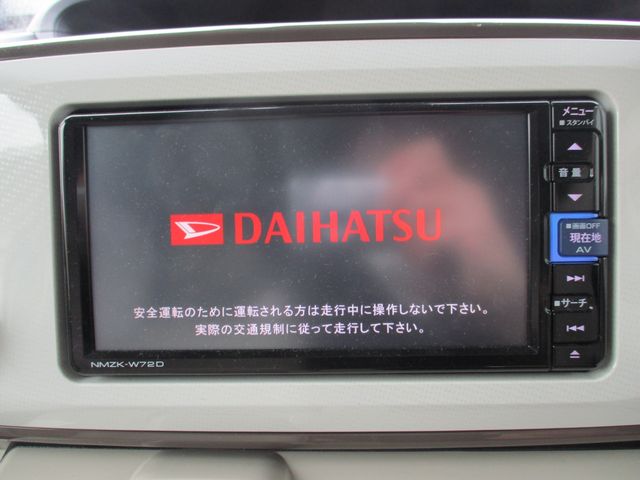 DAIHATSU
安全運転のために運転される方は走行中に操作しないで下さい。
実際の交通規制に従って走行して下さい。
NMZK-W72D
メニュー
■スタンバイ
音量
■画面OFF
現在地
AV
■サーチ